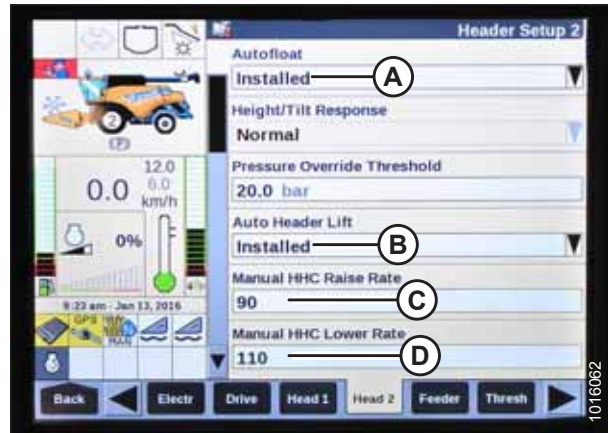 Header Setup 2
Autofloat
Installed
A
Height/Tilt Response
Normal
Pressure Override Threshold
20.0 bar
Auto Header Lift
Installed
B
Manual HHC Raise Rate
90
C
Manual HHC Lower Rate
110
D
2
(P)
0.0
12.0
6.0
km/h
0%
9:23 am - Jan 13, 2016
GPS
Back
Electr
Drive
Head 1
Head 2
Feeder
Thresh
1016062